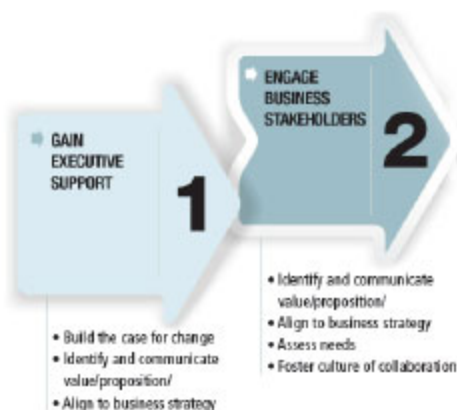 GAIN
EXECUTIVE
SUPPORT
1
• Build the case for change
• Identify and communicate
value/proposition/
• Align to business strategy
ENGAGE
BUSINESS
STAKEHOLDERS
2
• Identify and communicate
value/proposition/
• Align to business strategy
• Assess needs
• Foster culture of collaboration